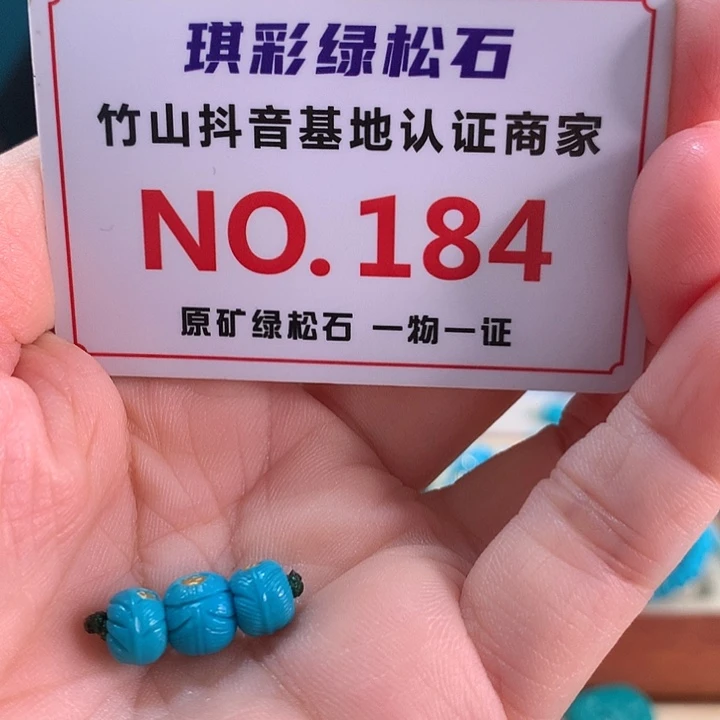 琪彩绿松石
竹山抖音基地认证商家
NO.184
原矿绿松石 一物一证